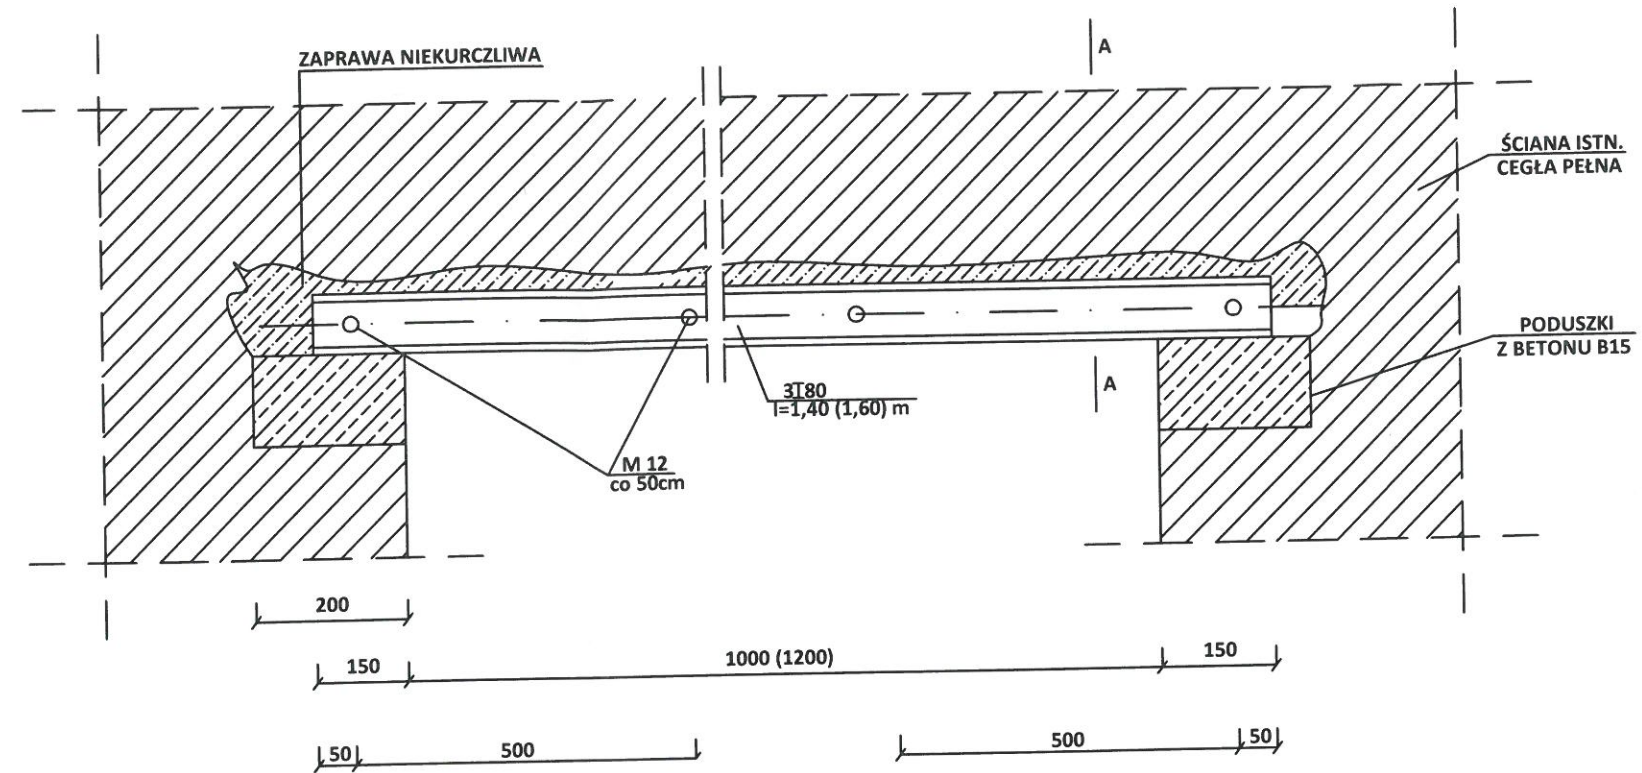 A
ZAPRAWA NIEKURCZLIWA
ŚCIANA ISTN.
CEGŁA PEŁNA
PODUSZKI
Z BETONU B15
A
3I80
l=1,40 (1,60) m
M 12
co 50cm
200
150
1000 (1200)
150
50
500
500
50